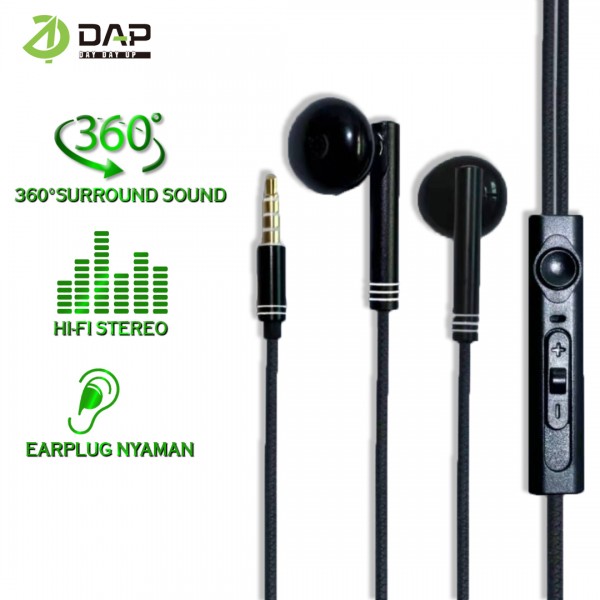 DAP
DAY DAY UP
360°
360°SURROUND SOUND
HI-FI STEREO
EARPLUG NYAMAN
+
-